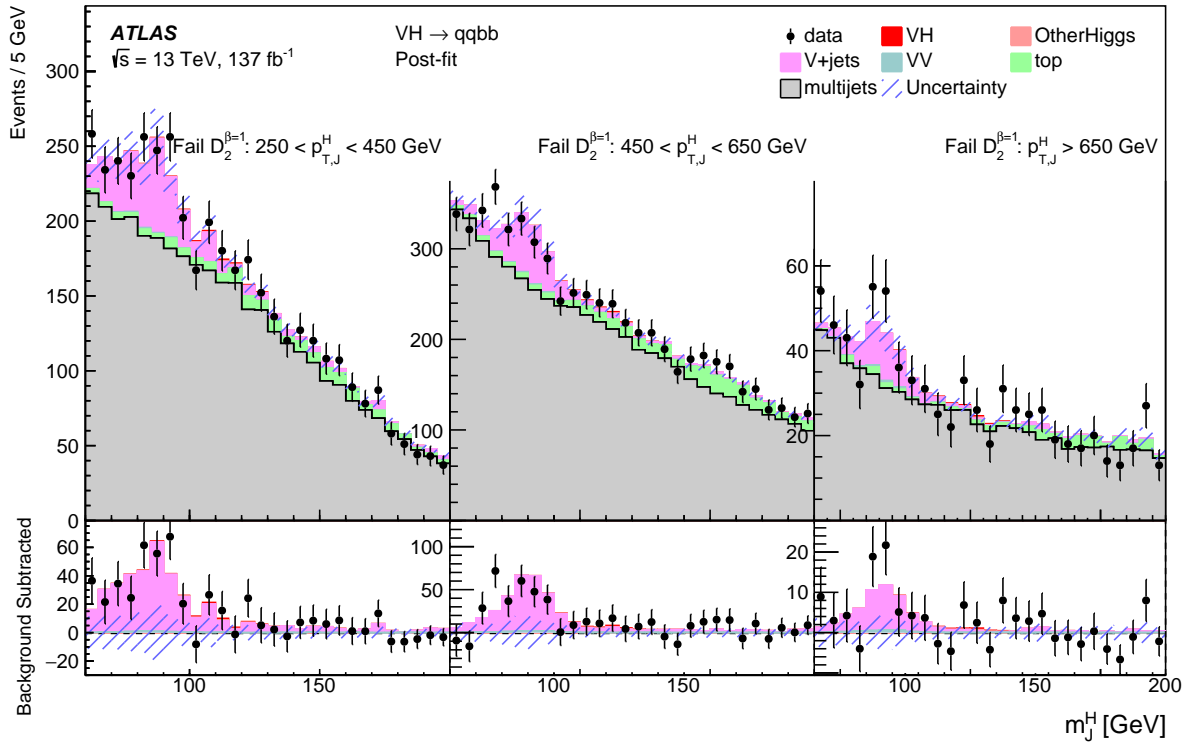 ATLAS
√s = 13 TeV, 137 fb⁻¹
VH → qqbb
Post-fit
data
VH
OtherHiggs
V+jets
VV
top
multijets
Uncertainty
Fail D₂^β=1: 250 < p_T,J^H < 450 GeV
Fail D₂^β=1: 450 < p_T,J^H < 650 GeV
Fail D₂^β=1: p_T,J^H > 650 GeV
Events / 5 GeV
300
250
200
150
100
50
0
300
200
100
60
40
20
Background Subtracted
60
40
20
0
−20
100
50
0
20
10
0
100
150
100
150
100
150
200
m_J^H [GeV]